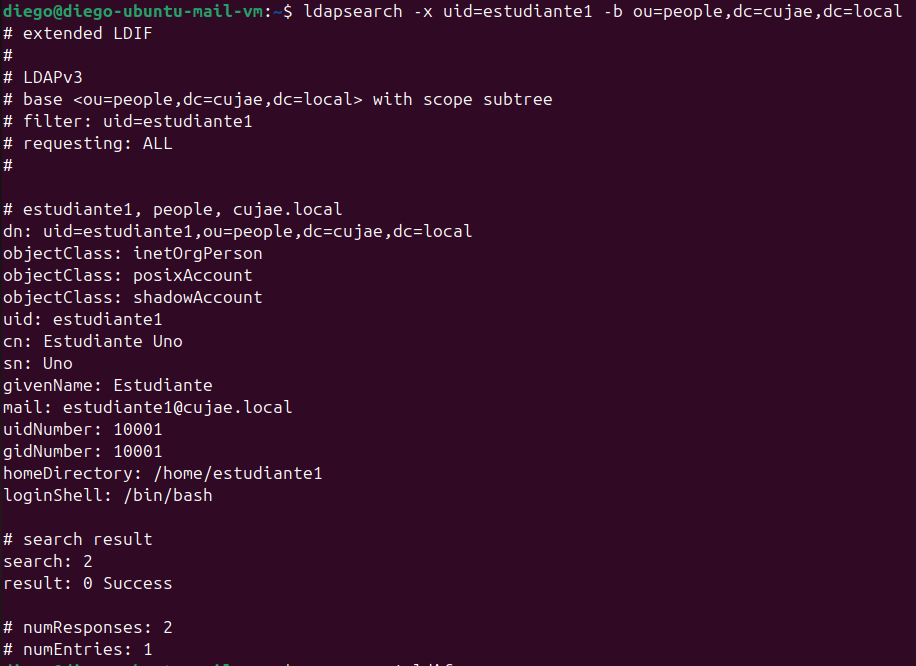 diego@diego-ubuntu-mail-vm:~$ ldapsearch -x uid=estudiante1 -b ou=people,dc=cujae,dc=local
# extended LDIF
#
# LDAPv3
# base <ou=people,dc=cujae,dc=local> with scope subtree
# filter: uid=estudiante1
# requesting: ALL
#
# estudiante1, people, cujae.local
dn: uid=estudiante1,ou=people,dc=cujae,dc=local
objectClass: inetOrgPerson
objectClass: posixAccount
objectClass: shadowAccount
uid: estudiante1
cn: Estudiante Uno
sn: Uno
givenName: Estudiante
mail: estudiante1@cujae.local
uidNumber: 10001
gidNumber: 10001
homeDirectory: /home/estudiante1
loginShell: /bin/bash
# search result
search: 2
result: 0 Success
# numResponses: 2
# numEntries: 1